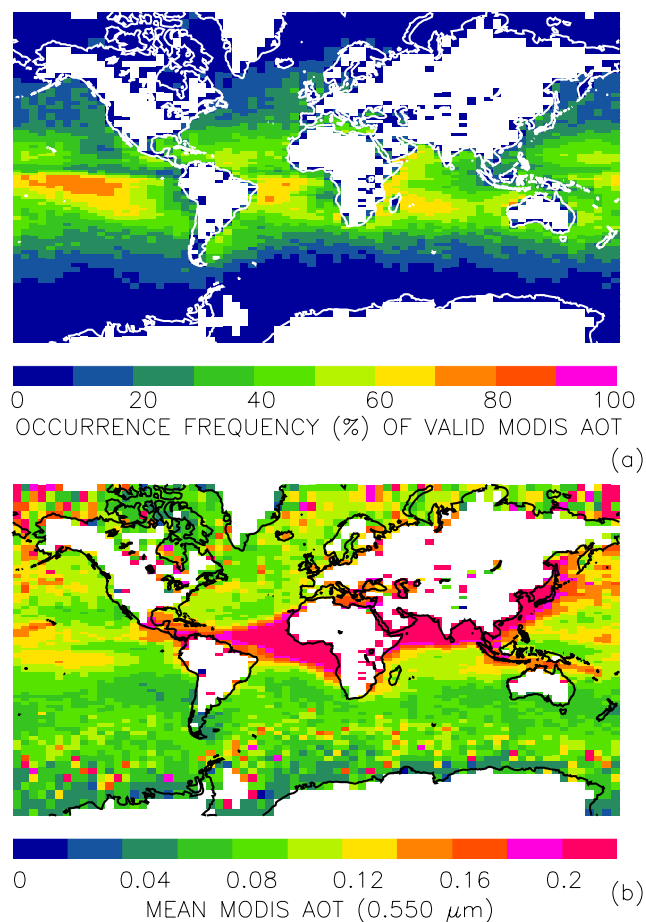 0 20 40 60 80 100
OCCURRENCE FREQUENCY (%) OF VALID MODIS AOT
(a)
0 0.04 0.08 0.12 0.16 0.2
(b)
MEAN MODIS AOT (0.550 μm)